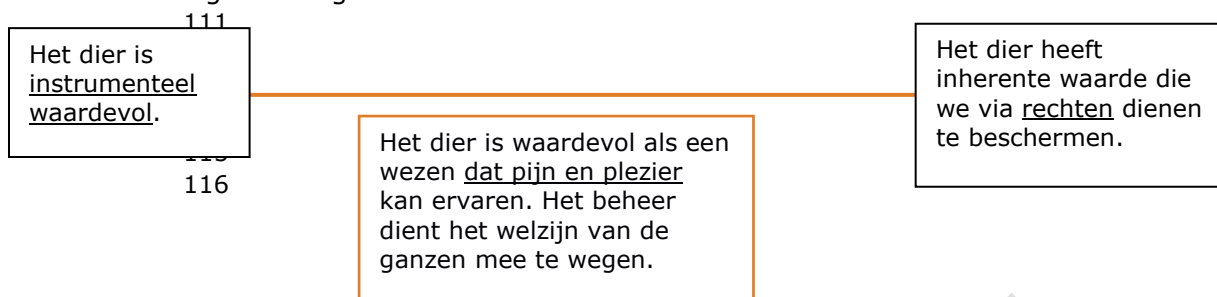 111
Het dier is
instrumenteel
waardevol.
Het dier heeft
inherente waarde die
we via rechten dienen
te beschermen.
Het dier is waardevol als een
wezen dat pijn en plezier
kan ervaren. Het beheer
dient het welzijn van de
ganzen mee te wegen.
116